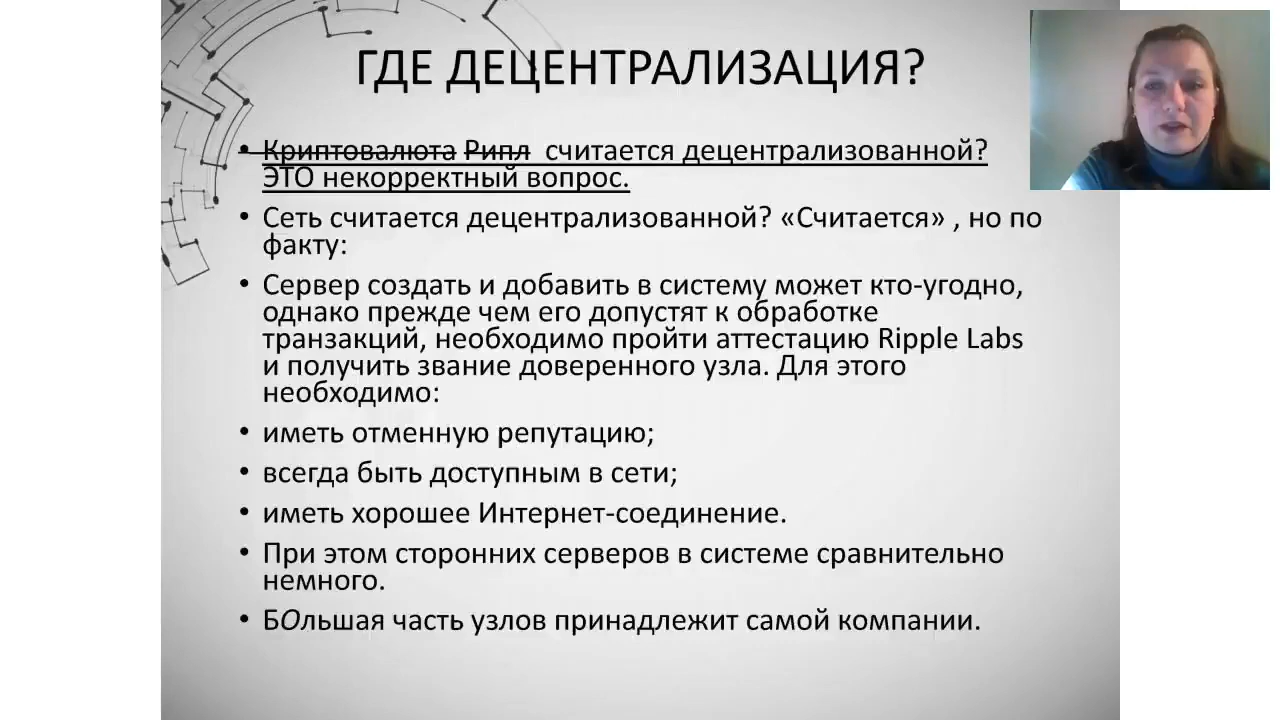 ГДЕ ДЕЦЕНТРАЛИЗАЦИЯ?
• Криптовалюта Рипл считается децентрализованной?
ЭТО некорректный вопрос.
• Сеть считается децентрализованной? «Считается» , но по
факту:
• Сервер создать и добавить в систему может кто-угодно,
однако прежде чем его допустят к обработке
транзакций, необходимо пройти аттестацию Ripple Labs
и получить звание доверенного узла. Для этого
необходимо:
• иметь отменную репутацию;
• всегда быть доступным в сети;
• иметь хорошее Интернет-соединение.
• При этом сторонних серверов в системе сравнительно
немного.
• БОльшая часть узлов принадлежит самой компании.